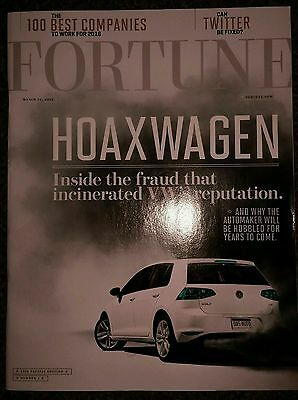 THE
100 BEST COMPANIES
TO WORK FOR 2016
CAN
TWITTER
BE FIXED?
FORTUNE
HOAXWAGEN
Inside the fraud that
incinerated VW's reputation.
AND WHY THE
AUTOMAKER WILL
BE HOBBLED FOR
YEARS TO COME.